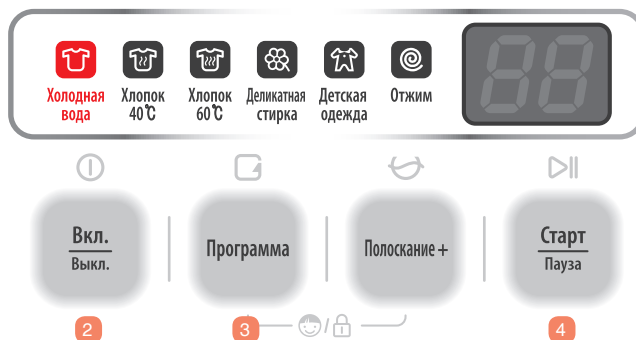 88
Холодная вода
Хлопок 40℃
Хлопок 60℃
Деликатная стирка
Детская одежда
Отжим
Вкл.
Выкл.
Программа
Полоскание +
Старт
Пауза
2
3
/
4